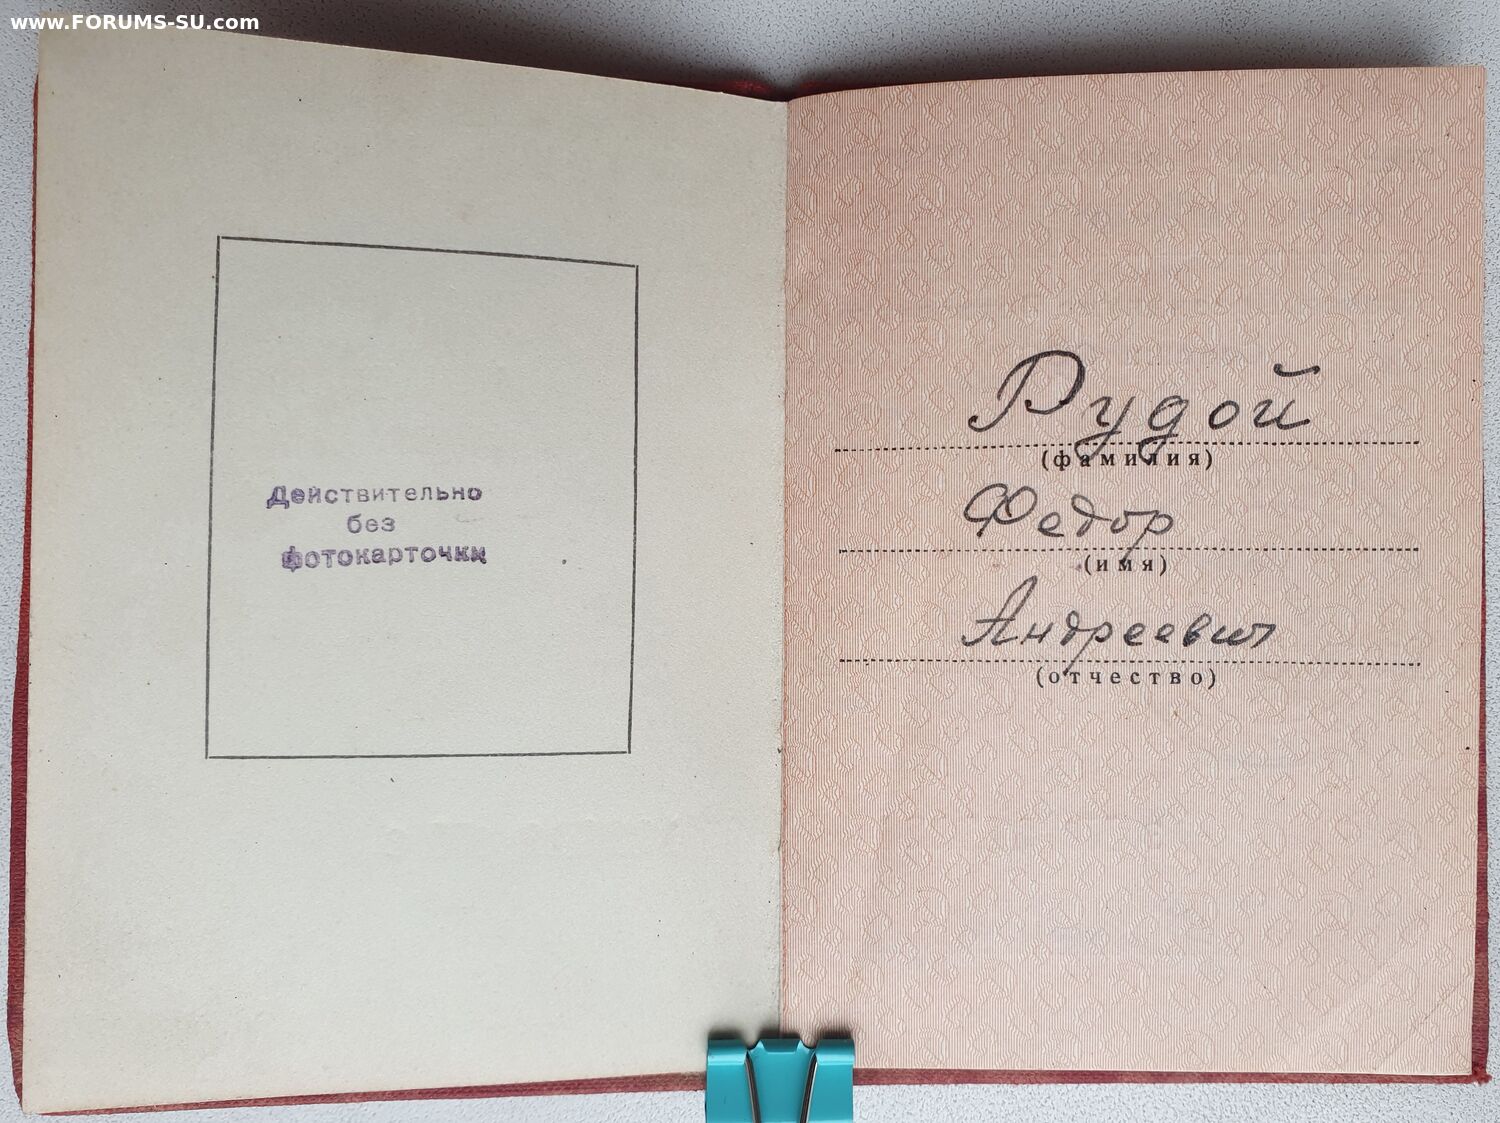 www.FORUMS-SU.com
Действительно
без
фотокарточки
Рудой
(фамилия)
Федор
(имя)
Андреевич
(отчество)